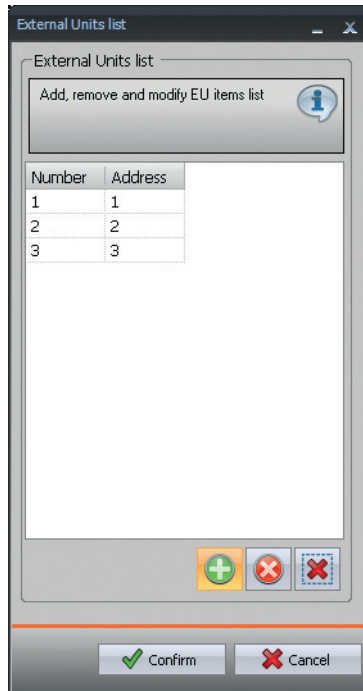 External Units list
External Units list
Add, remove and modify EU items list
Number Address
1 1
2 2
3 3
Confirm Cancel